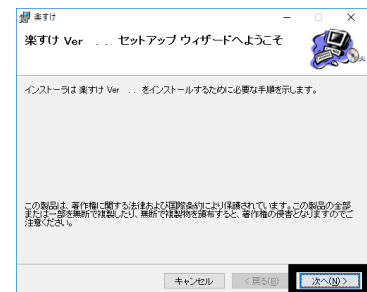 楽すけ
楽すけ Ver . . セットアップ ウィザードへようこそ
インストーラは 楽すけ Ver . . をインストールするために必要な手順を示します。
この製品は、著作権に関する法律および国際条約により保護されています。この製品の全部
または一部を無断で複製したり、無断で複製物を頒布すると、著作権の侵害となりますのでご
注意ください。
キャンセル
< 戻る(B)
次へ(N) >